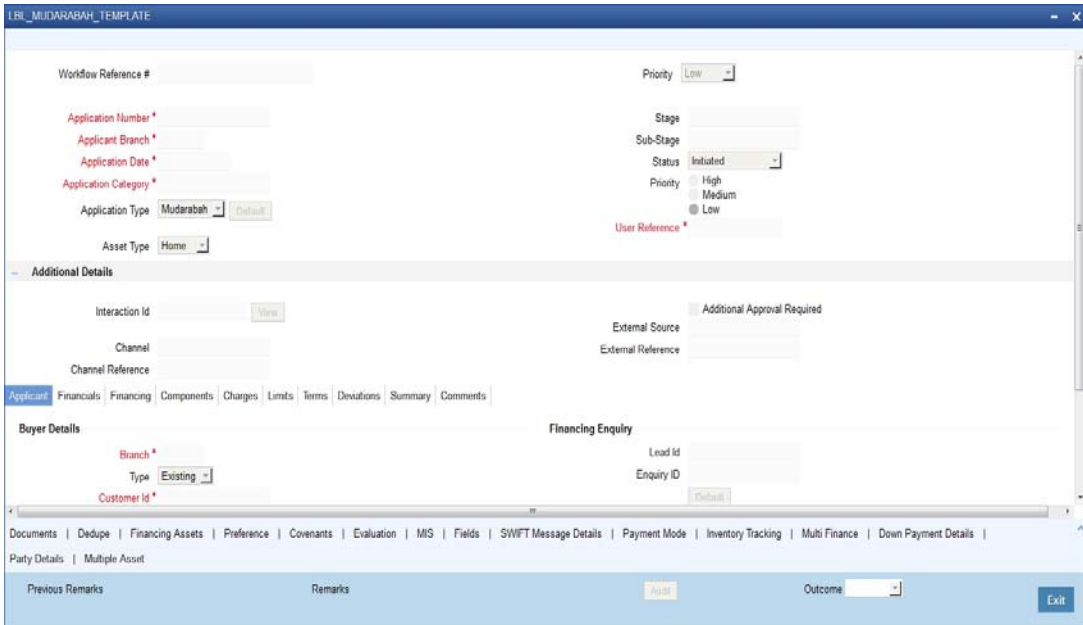 LBL_MUDARABAH_TEMPLATE
Workflow Reference #
Priority Low
Application Number *
Stage
Applicant Branch *
Sub-Stage
Application Date *
Status Initiated
Application Category *
Priority High
Medium
Application Type Mudarabah Default
Low
User Reference *
Asset Type Home
Additional Details
Interaction Id View
Additional Approval Required
External Source
Channel
External Reference
Channel Reference
Applicant Financials Financing Components Charges Limits Terms Deviations Summary Comments
Buyer Details
Financing Enquiry
Branch *
Lead Id
Type Existing
Enquiry ID
Customer Id *
Default
Documents | Dedupe | Financing Assets | Preference | Covenants | Evaluation | MIS | Fields | SWIFT Message Details | Payment Mode | Inventory Tracking | Multi Finance | Down Payment Details |
Party Details | Multiple Asset
Previous Remarks Remarks Audit Outcome
Exit